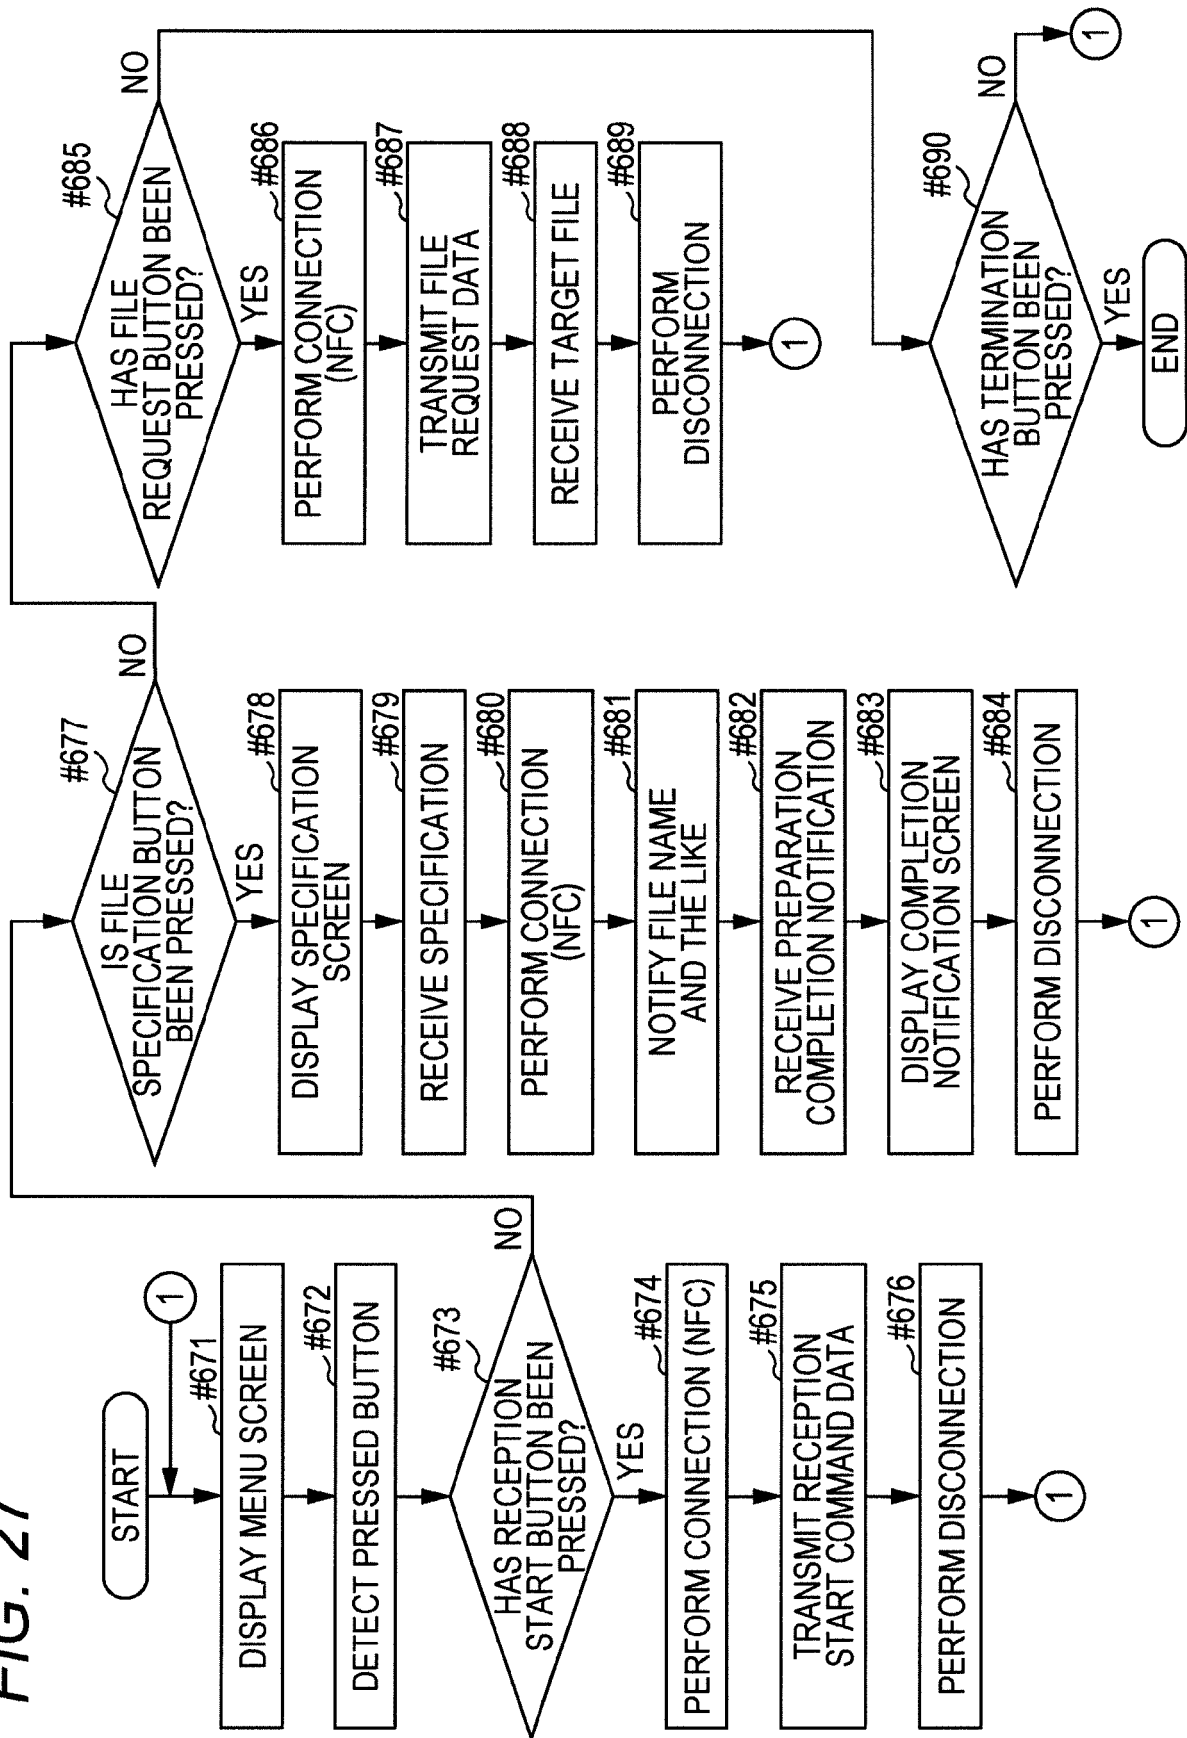 FIG. 27
START
1
#671
DISPLAY MENU SCREEN
#672
DETECT PRESSED BUTTON
#673
HAS RECEPTION
START BUTTON BEEN
PRESSED?
NO
YES
#674
PERFORM CONNECTION (NFC)
#675
TRANSMIT RECEPTION
START COMMAND DATA
#676
PERFORM DISCONNECTION
1
#677
IS FILE
SPECIFICATION BUTTON
BEEN PRESSED?
NO
YES
#678
DISPLAY SPECIFICATION
SCREEN
#679
RECEIVE SPECIFICATION
#680
PERFORM CONNECTION
(NFC)
#681
NOTIFY FILE NAME
AND THE LIKE
#682
RECEIVE PREPARATION
COMPLETION NOTIFICATION
#683
DISPLAY COMPLETION
NOTIFICATION SCREEN
#684
PERFORM DISCONNECTION
1
#685
HAS FILE
REQUEST BUTTON BEEN
PRESSED?
NO
YES
#686
PERFORM CONNECTION
(NFC)
#687
TRANSMIT FILE
REQUEST DATA
#688
RECEIVE TARGET FILE
#689
PERFORM
DISCONNECTION
1
#690
HAS TERMINATION
BUTTON BEEN
PRESSED?
NO
1
YES
END